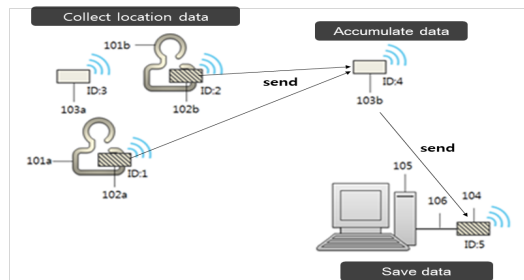 Collect location data
Accumulate data
101b
ID:3
103a
ID:2
102b
send
ID:4
103b
101a
ID:1
102a
send
105
104
106
ID:5
Save data